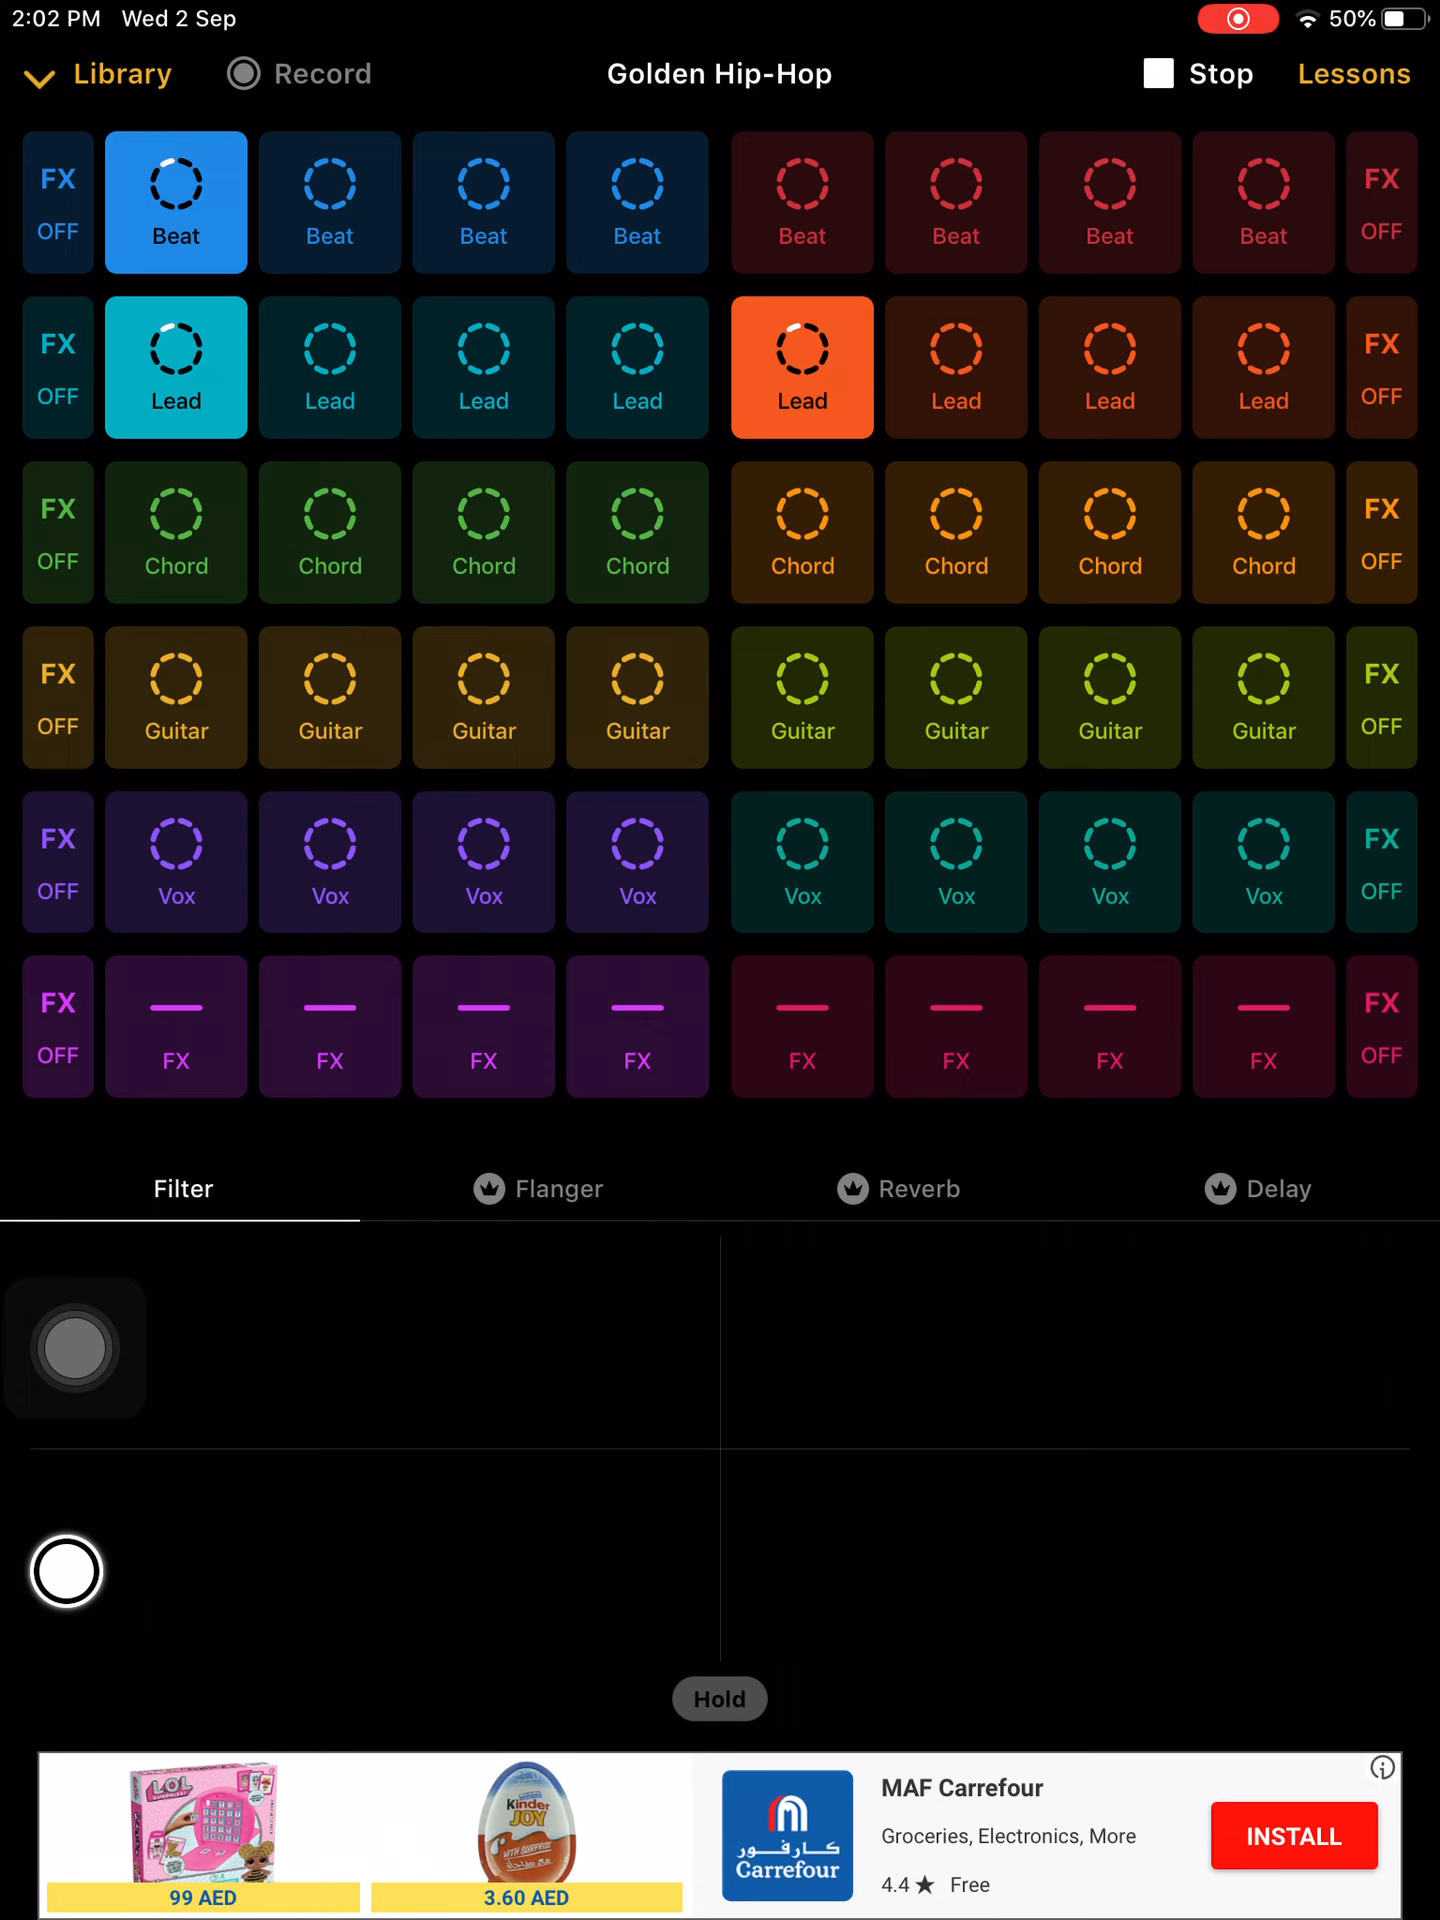 2:02 PM Wed 2 Sep 50%
Library Record Golden Hip-Hop Stop Lessons
FX Beat Beat Beat Beat Beat Beat Beat Beat FX
OFF OFF
FX Lead Lead Lead Lead Lead Lead Lead Lead FX
OFF OFF
FX Chord Chord Chord Chord Chord Chord Chord Chord FX
OFF OFF
FX Guitar Guitar Guitar Guitar Guitar Guitar Guitar Guitar FX
OFF OFF
FX Vox Vox Vox Vox Vox Vox Vox Vox FX
OFF OFF
FX FX FX FX FX FX FX FX FX FX
OFF OFF
Filter Flanger Reverb Delay
Hold
LOL
SURPRISE!
99 AED
Kinder
JOY
WITH SURPRISE
3.60 AED
كارفور
Carrefour
MAF Carrefour
Groceries, Electronics, More
4.4 ★ Free
INSTALL